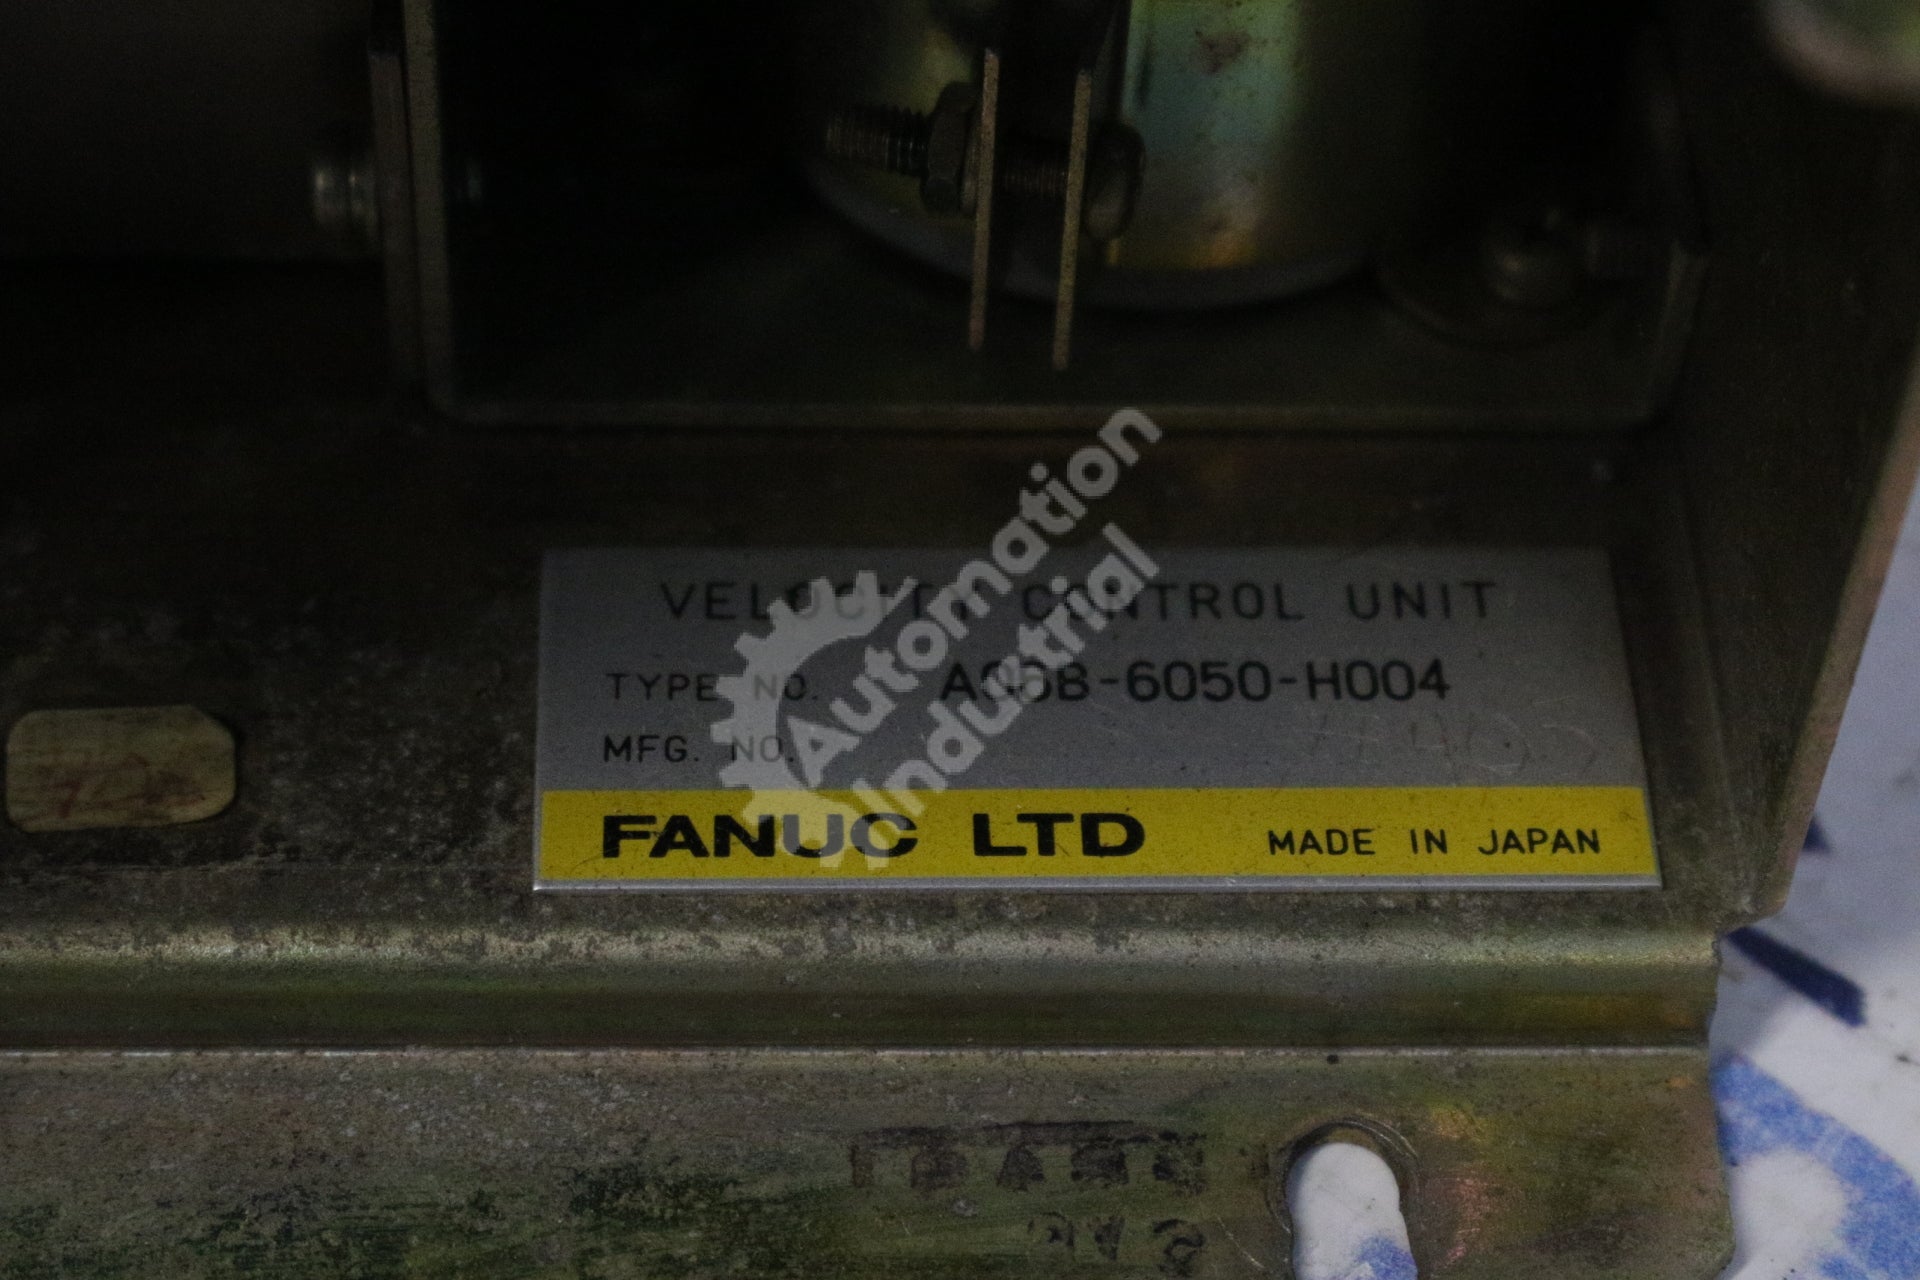 VELOCITY CONTROL UNIT
TYPE NO. A06B-6050-H004
MFG. NO.
FANUC LTD MADE IN JAPAN
Automation
Industrial